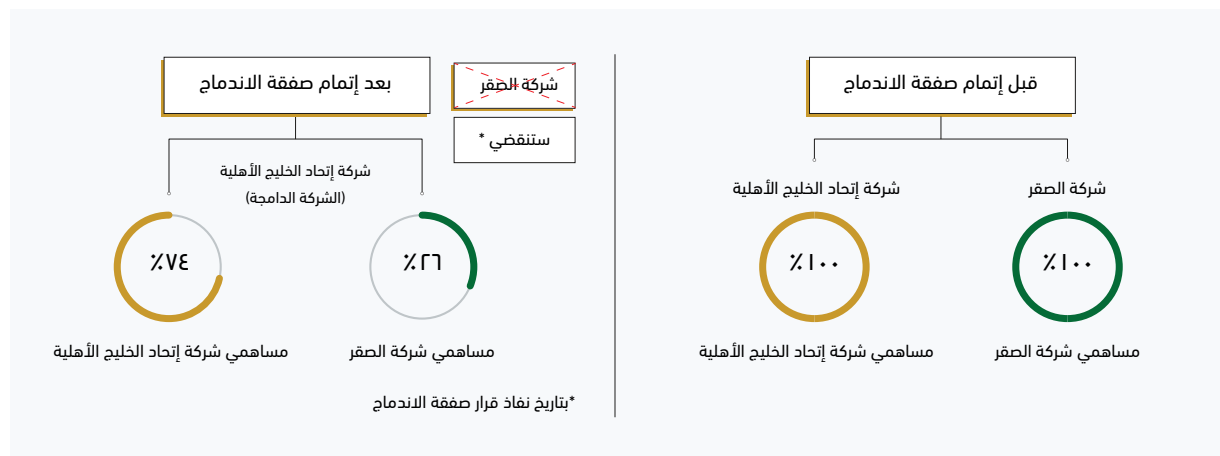 قبل إتمام صفقة الاندماج
شركة الصقر
شركة إتحاد الخليج الأهلية
١٠٠٪
١٠٠٪
مساهمي شركة الصقر
مساهمي شركة إتحاد الخليج الأهلية
شركة الصقر
ستنقضي *
بعد إتمام صفقة الاندماج
شركة إتحاد الخليج الأهلية
(الشركة الدامجة)
٢٦٪
٧٤٪
مساهمي شركة الصقر
مساهمي شركة إتحاد الخليج الأهلية
*بتاريخ نفاذ قرار صفقة الاندماج